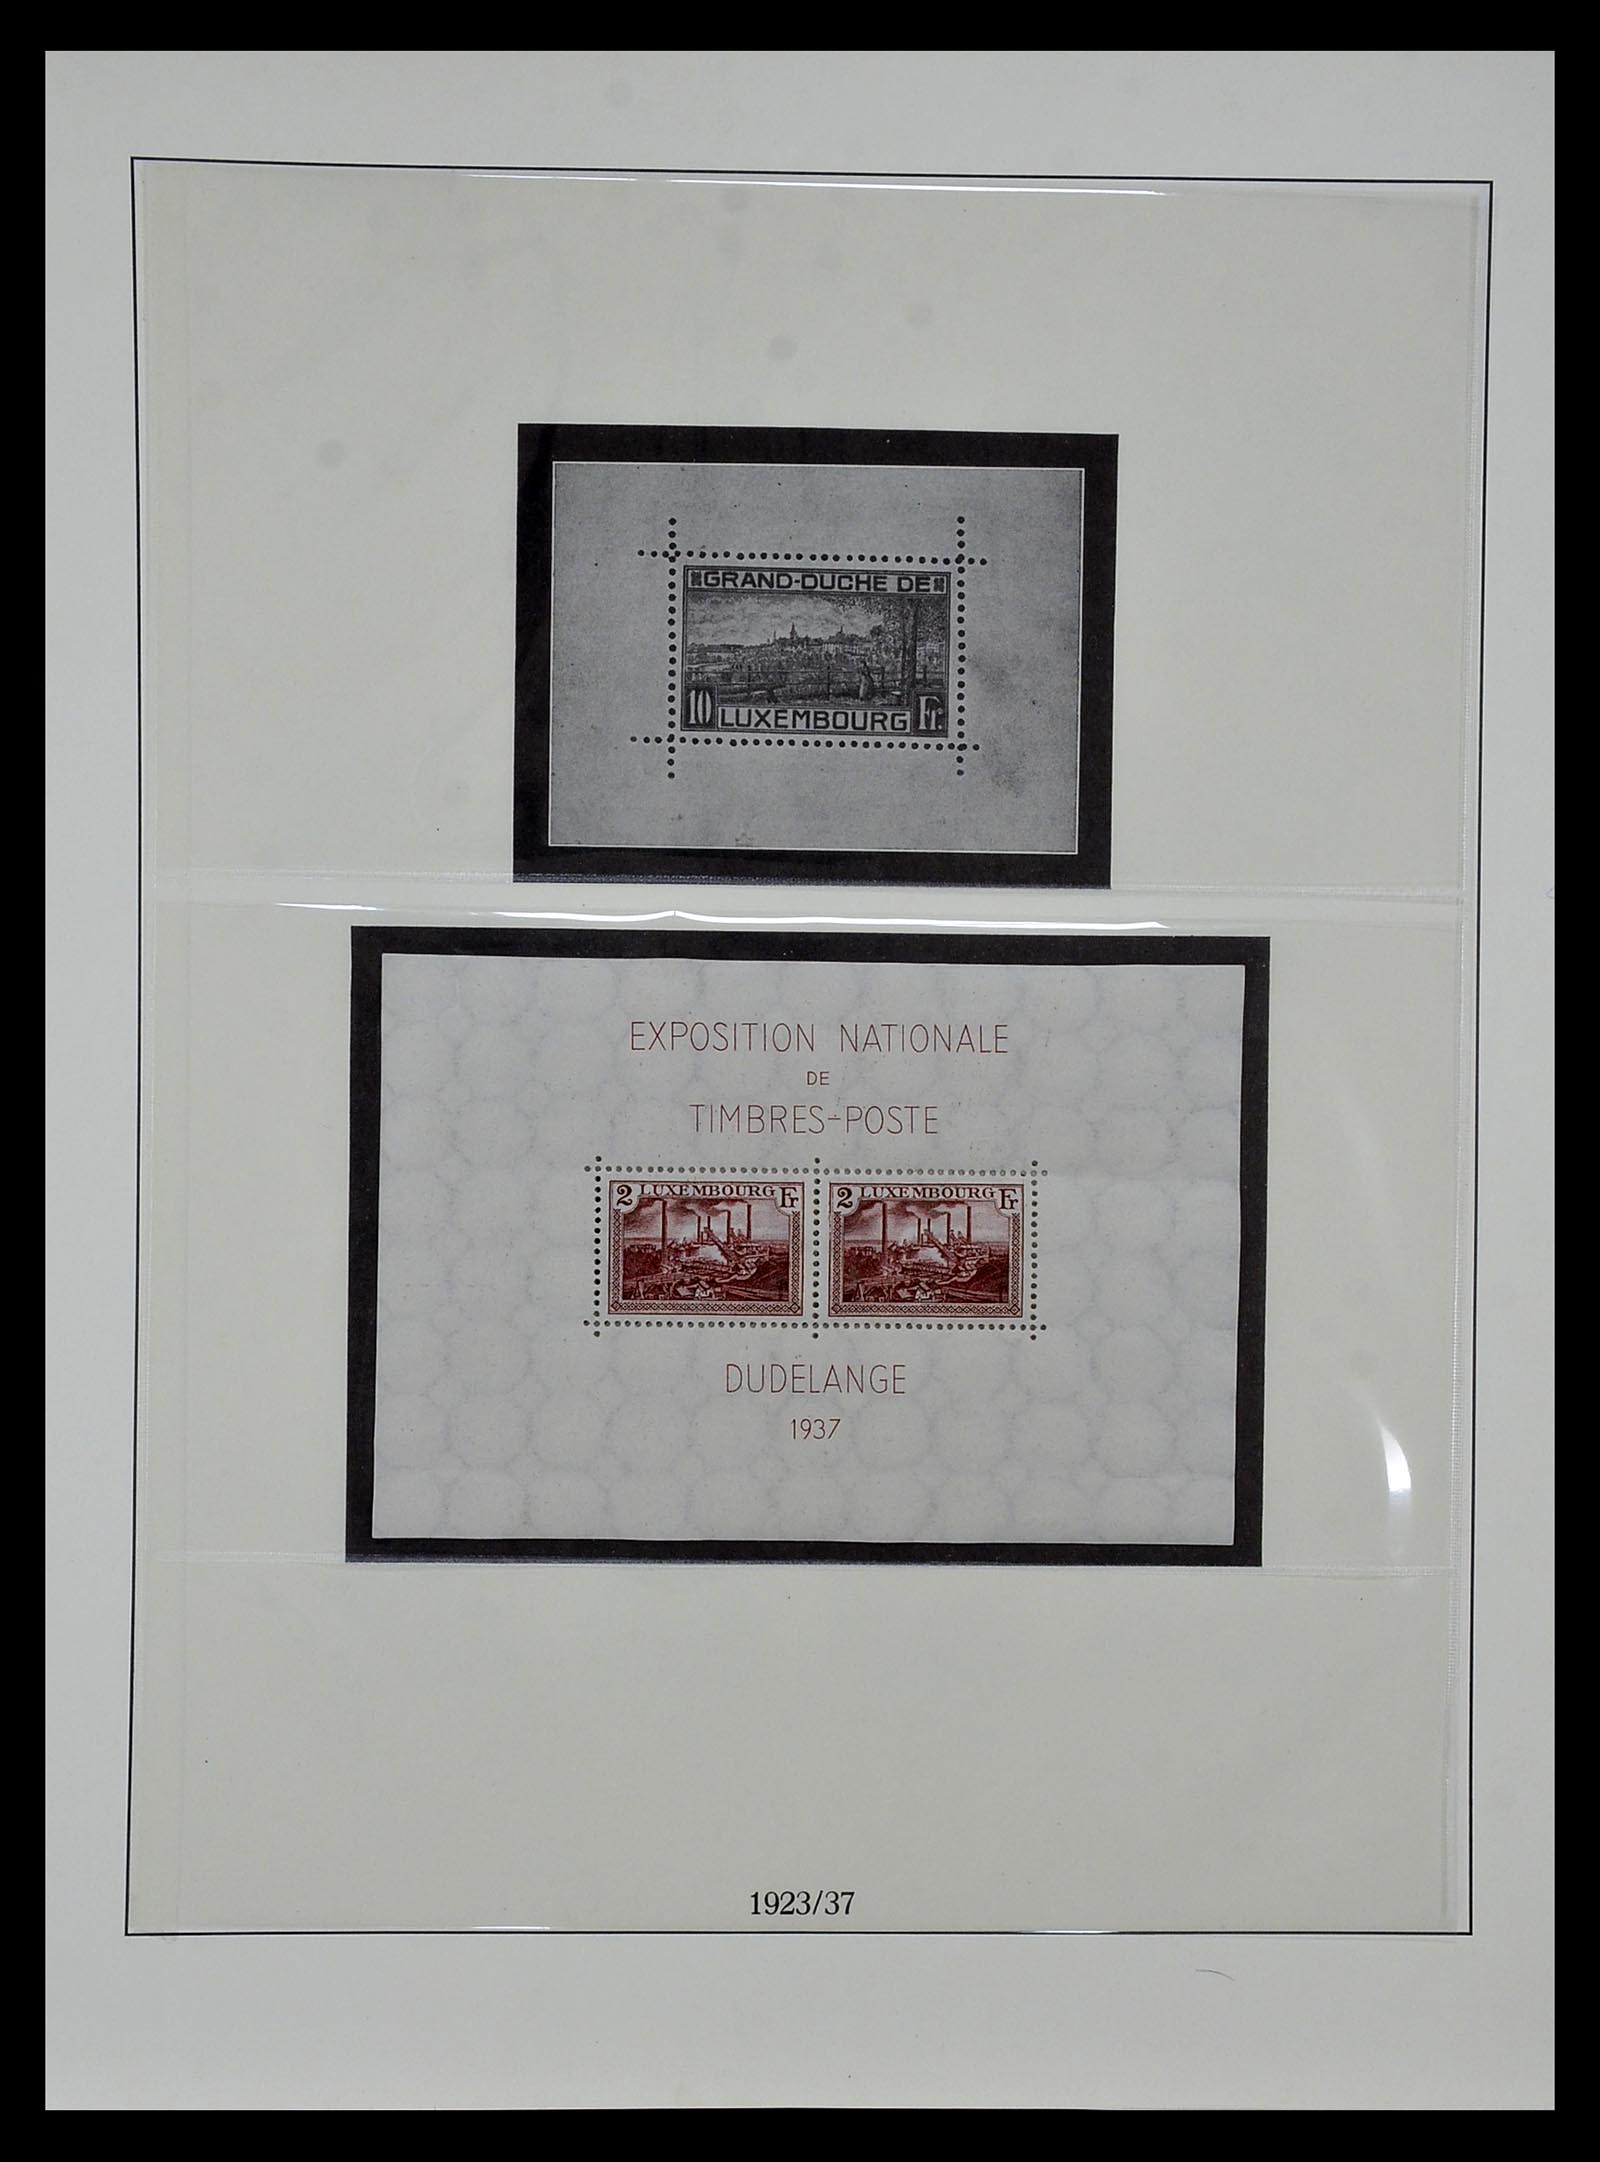 GRAND-DUCHE DE
10 LUXEMBOURG Fr.
EXPOSITION NATIONALE
DE
TIMBRES-POSTE
2 LUXEMBOURG Fr
2 LUXEMBOURG Fr
DUDELANGE
1937
1923/37